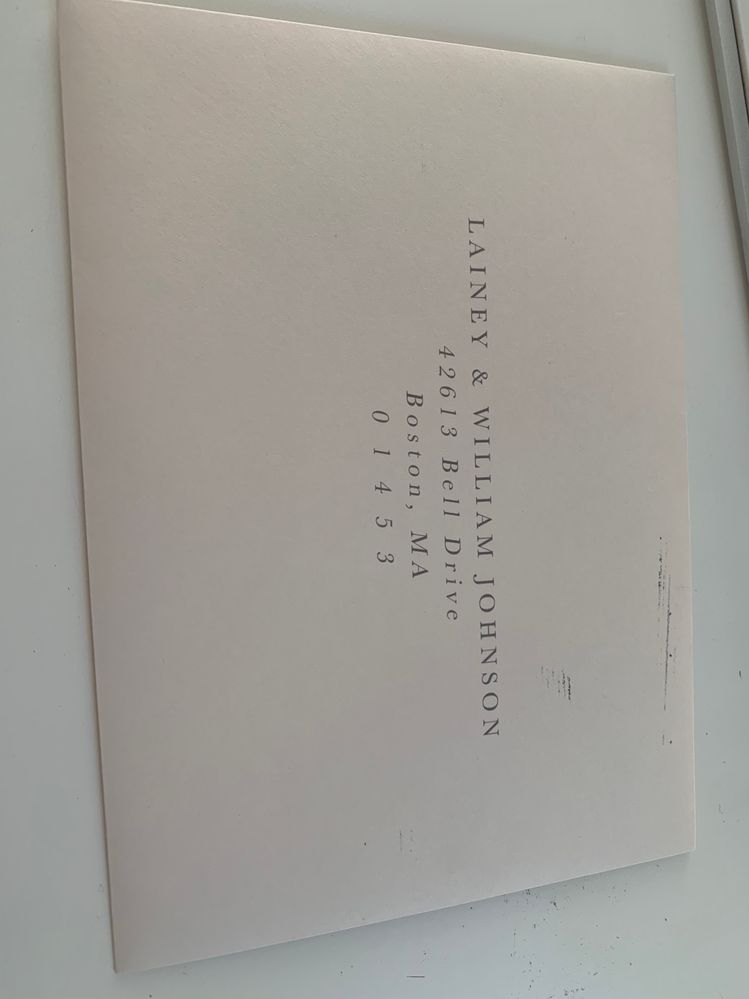 LAINEY & WILLIAM JOHNSON
42613 Bell Drive
Boston, MA
0 1 4 5 3